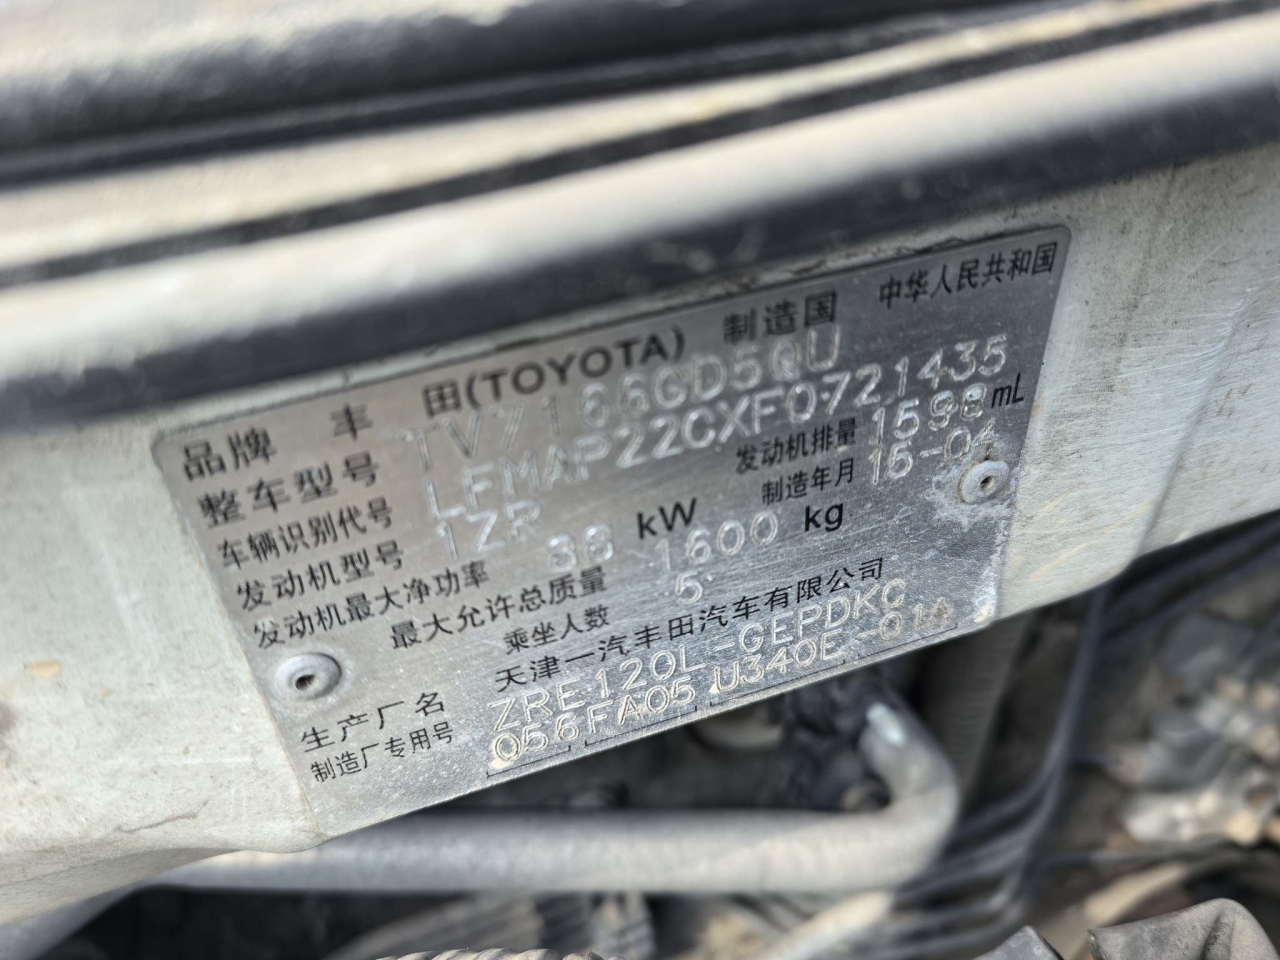 品牌 丰田(TOYOTA) 制造国 中华人民共和国
整车型号 TV7166GD5QU
车辆识别代号 LFMAP22CXF0721435
发动机型号 1ZR 发动机排量 1598 mL
发动机最大净功率 88 kW 制造年月 15-04
最大允许总质量 1600 kg
乘坐人数 5
生产厂名 天津一汽丰田汽车有限公司
制造厂专用号 ZRE120L-GEPDKC
056FA05 U340E -01A